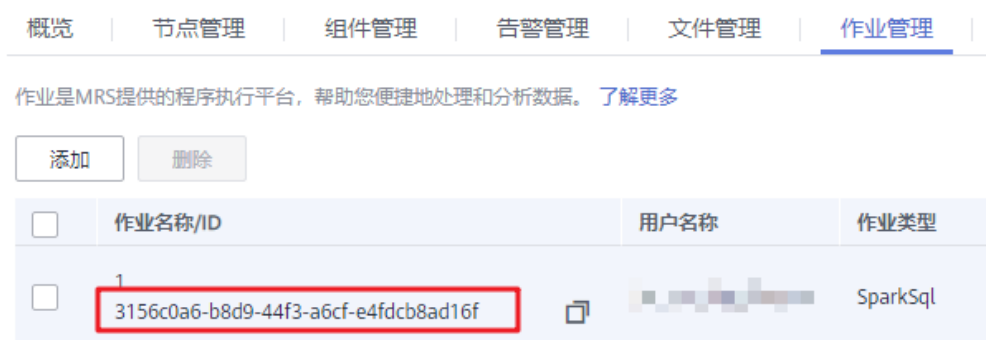 概览 节点管理 组件管理 告警管理 文件管理 作业管理
作业是MRS提供的程序执行平台，帮助您便捷地处理和分析数据。 了解更多
添加 删除
作业名称/ID 用户名称 作业类型
1
3156c0a6-b8d9-44f3-a6cf-e4fdcb8ad16f SparkSql